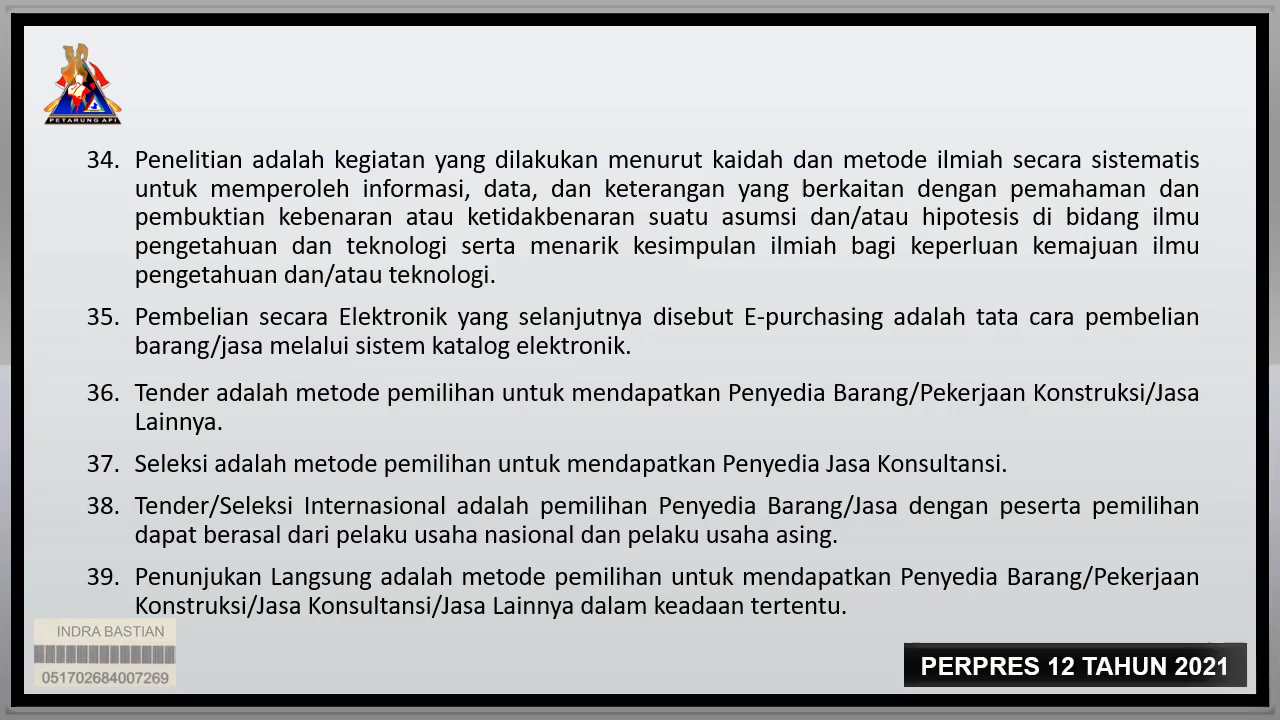 PETARUNG API
34. Penelitian adalah kegiatan yang dilakukan menurut kaidah dan metode ilmiah secara sistematis
untuk memperoleh informasi, data, dan keterangan yang berkaitan dengan pemahaman dan
pembuktian kebenaran atau ketidakbenaran suatu asumsi dan/atau hipotesis di bidang ilmu
pengetahuan dan teknologi serta menarik kesimpulan ilmiah bagi keperluan kemajuan ilmu
pengetahuan dan/atau teknologi.
35. Pembelian secara Elektronik yang selanjutnya disebut E-purchasing adalah tata cara pembelian
barang/jasa melalui sistem katalog elektronik.
36. Tender adalah metode pemilihan untuk mendapatkan Penyedia Barang/Pekerjaan Konstruksi/Jasa
Lainnya.
37. Seleksi adalah metode pemilihan untuk mendapatkan Penyedia Jasa Konsultansi.
38. Tender/Seleksi Internasional adalah pemilihan Penyedia Barang/Jasa dengan peserta pemilihan
dapat berasal dari pelaku usaha nasional dan pelaku usaha asing.
39. Penunjukan Langsung adalah metode pemilihan untuk mendapatkan Penyedia Barang/Pekerjaan
Konstruksi/Jasa Konsultansi/Jasa Lainnya dalam keadaan tertentu.
INDRA BASTIAN
051702684007269
PERPRES 12 TAHUN 2021